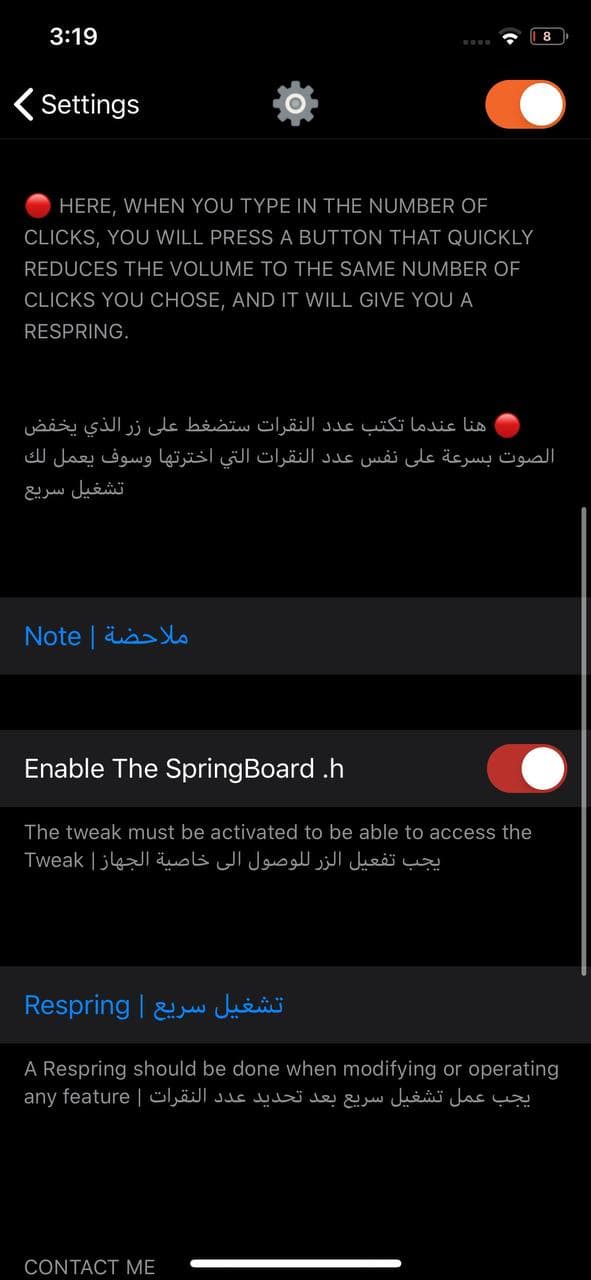 3:19
8
Settings
HERE, WHEN YOU TYPE IN THE NUMBER OF
CLICKS, YOU WILL PRESS A BUTTON THAT QUICKLY
REDUCES THE VOLUME TO THE SAME NUMBER OF
CLICKS YOU CHOSE, AND IT WILL GIVE YOU A
RESPRING.
هنا عندما تكتب عدد النقرات ستضغط على زر الذي يخفض
الصوت بسرعة على نفس عدد النقرات التي اخترتها وسوف يعمل لك
تشغيل سريع
Note | ملاحضة
Enable The SpringBoard .h
The tweak must be activated to be able to access the
Tweak | يجب تفعيل الزر للوصول الى خاصية الجهاز
Respring | تشغيل سريع
A Respring should be done when modifying or operating
any feature | يجب عمل تشغيل سريع بعد تحديد عدد النقرات
CONTACT ME